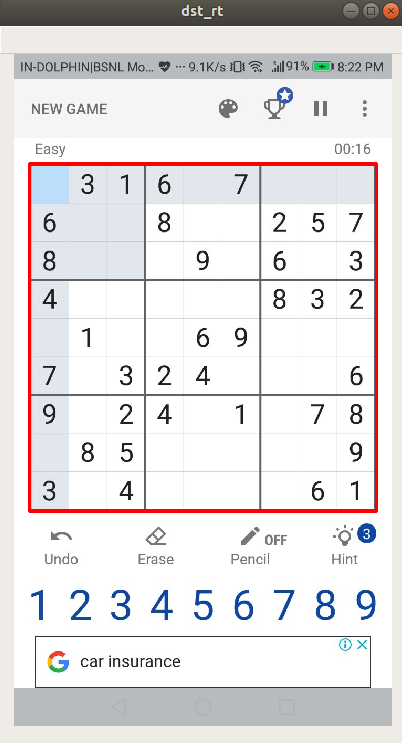 dst_rt
IN-DOLPHIN|BSNL Mo... ··· 9.1K/s 91% 8:22 PM
NEW GAME
Easy 00:16
3 1 6 7
6 8 2 5 7
8 9 6 3
4 8 3 2
1 6 9
7 3 2 4 6
9 2 4 1 7 8
8 5 9
3 4 6 1
OFF 3
Undo Erase Pencil Hint
1 2 3 4 5 6 7 8 9
G car insurance